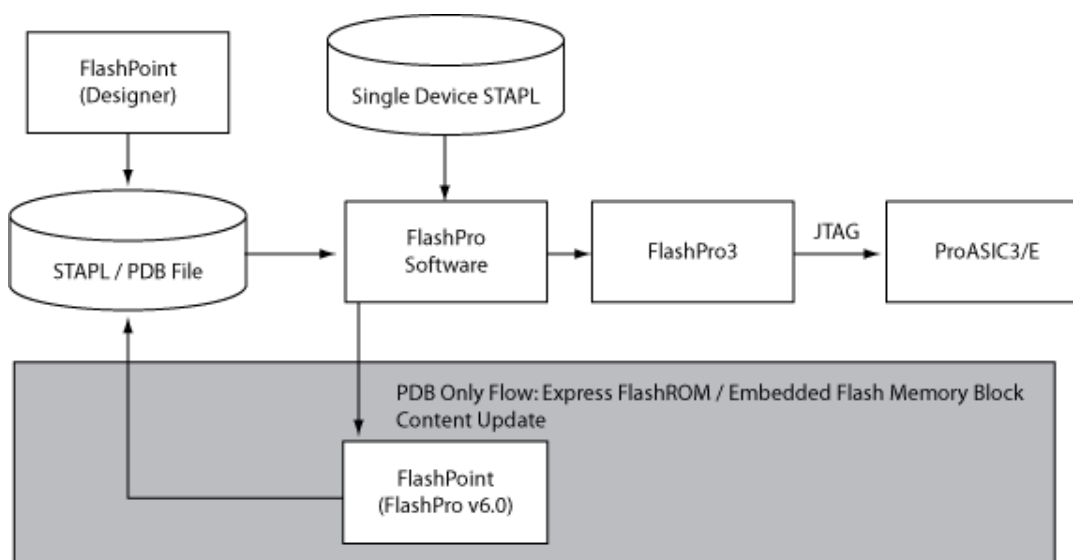 FlashPoint
(Designer)
Single Device STAPL
STAPL / PDB File
FlashPro
Software
FlashPro3
JTAG
ProASIC3/E
PDB Only Flow: Express FlashROM / Embedded Flash Memory Block
Content Update
FlashPoint
(FlashPro v6.0)